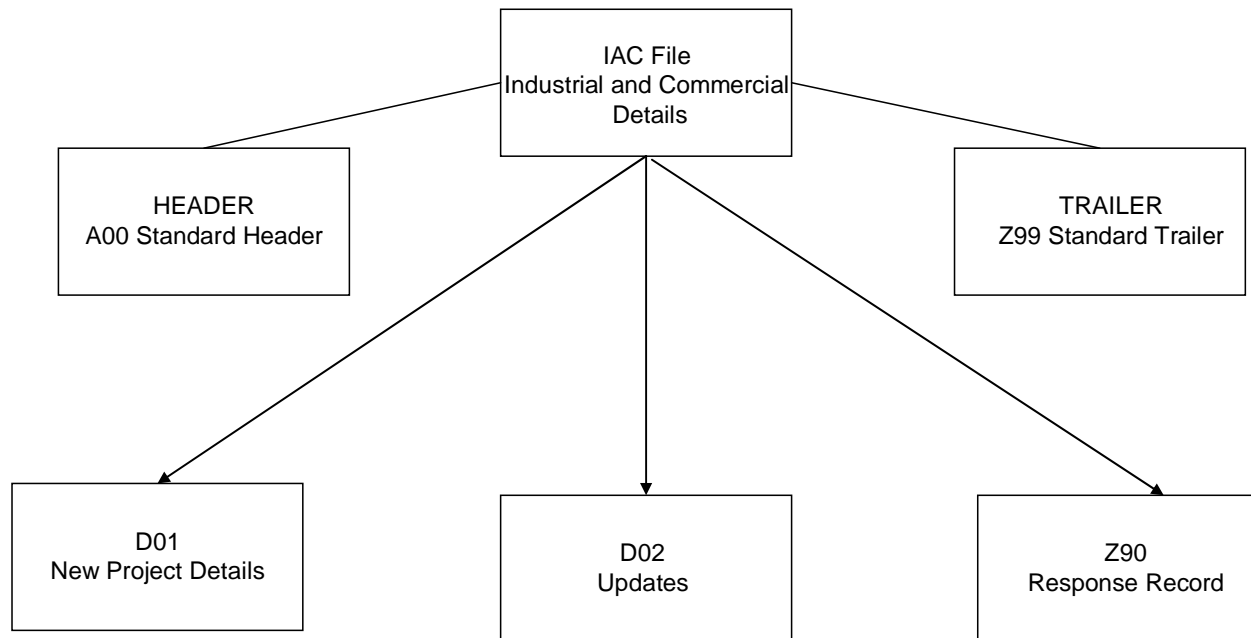 IAC File
Industrial and Commercial
Details
HEADER
A00 Standard Header
TRAILER
Z99 Standard Trailer
D01
New Project Details
D02
Updates
Z90
Response Record